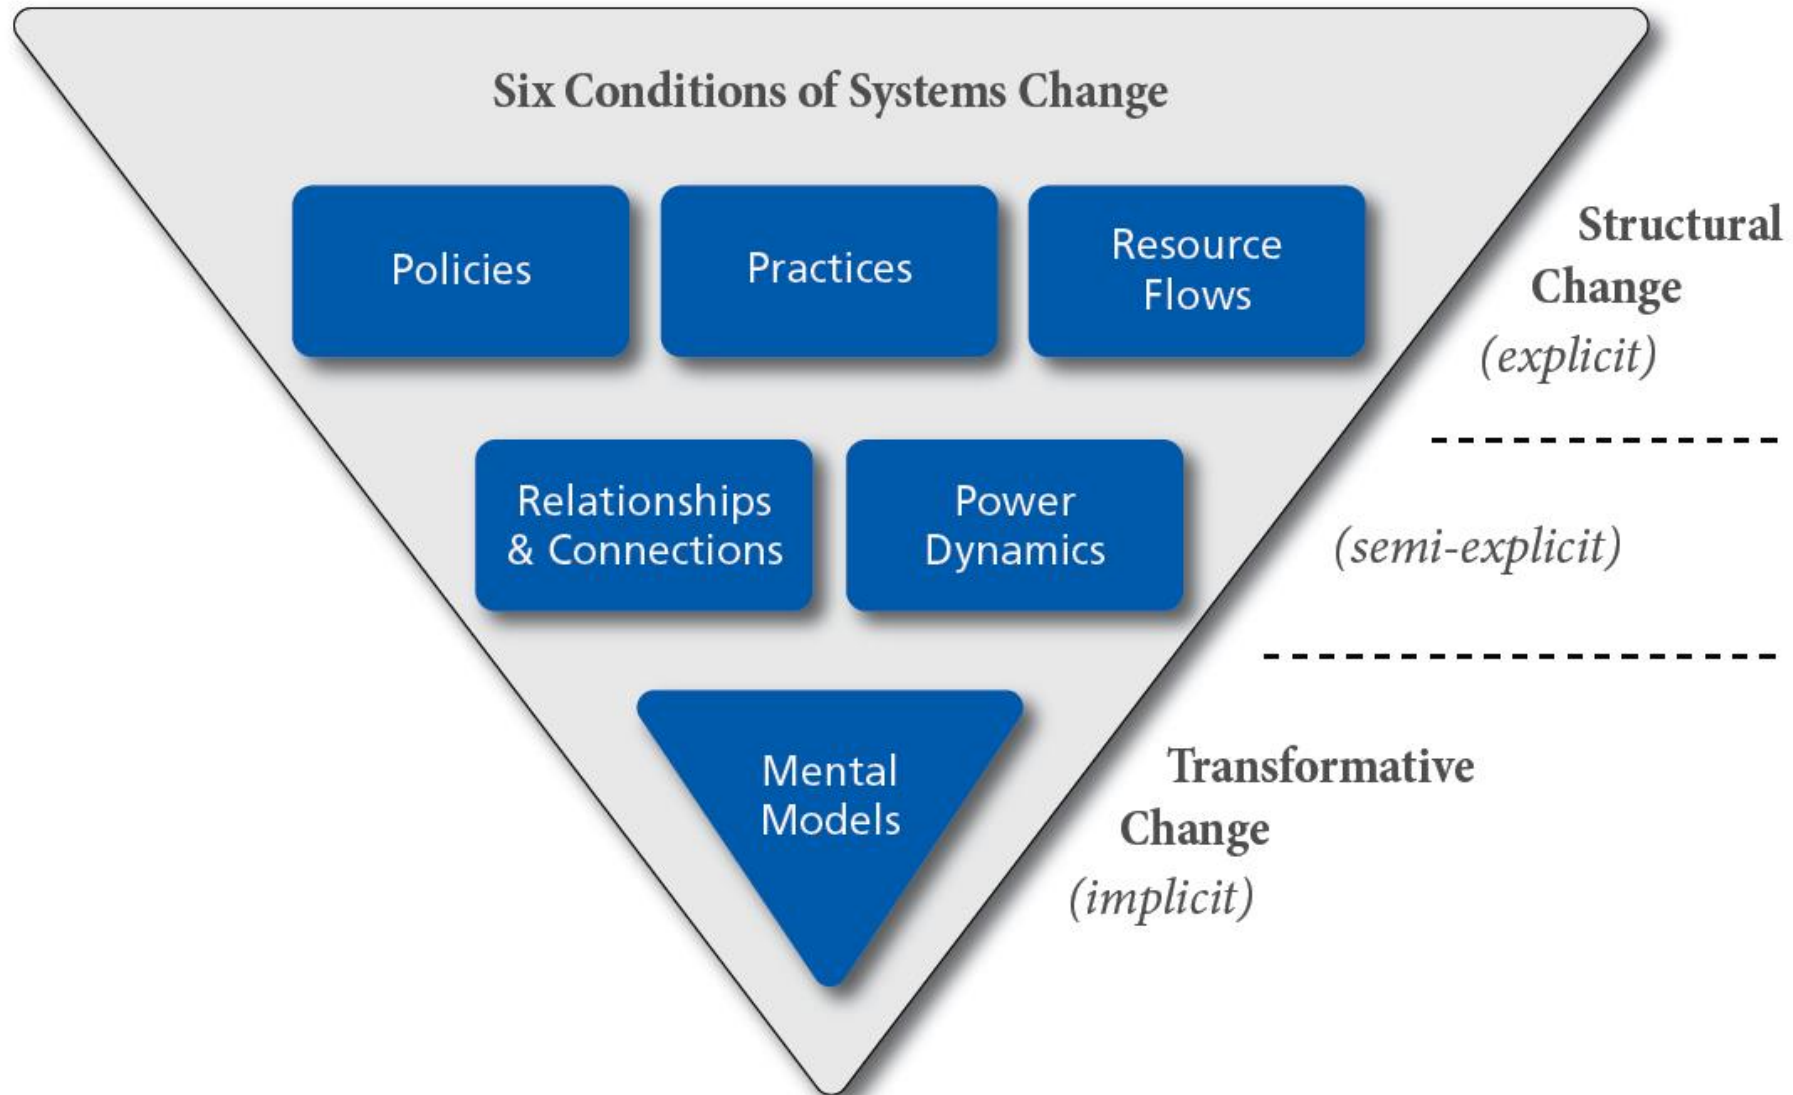 Six Conditions of Systems Change
Policies
Practices
Resource
Flows
Structural
Change
(explicit)
Relationships
& Connections
Power
Dynamics
(semi-explicit)
Mental
Models
Transformative
Change
(implicit)